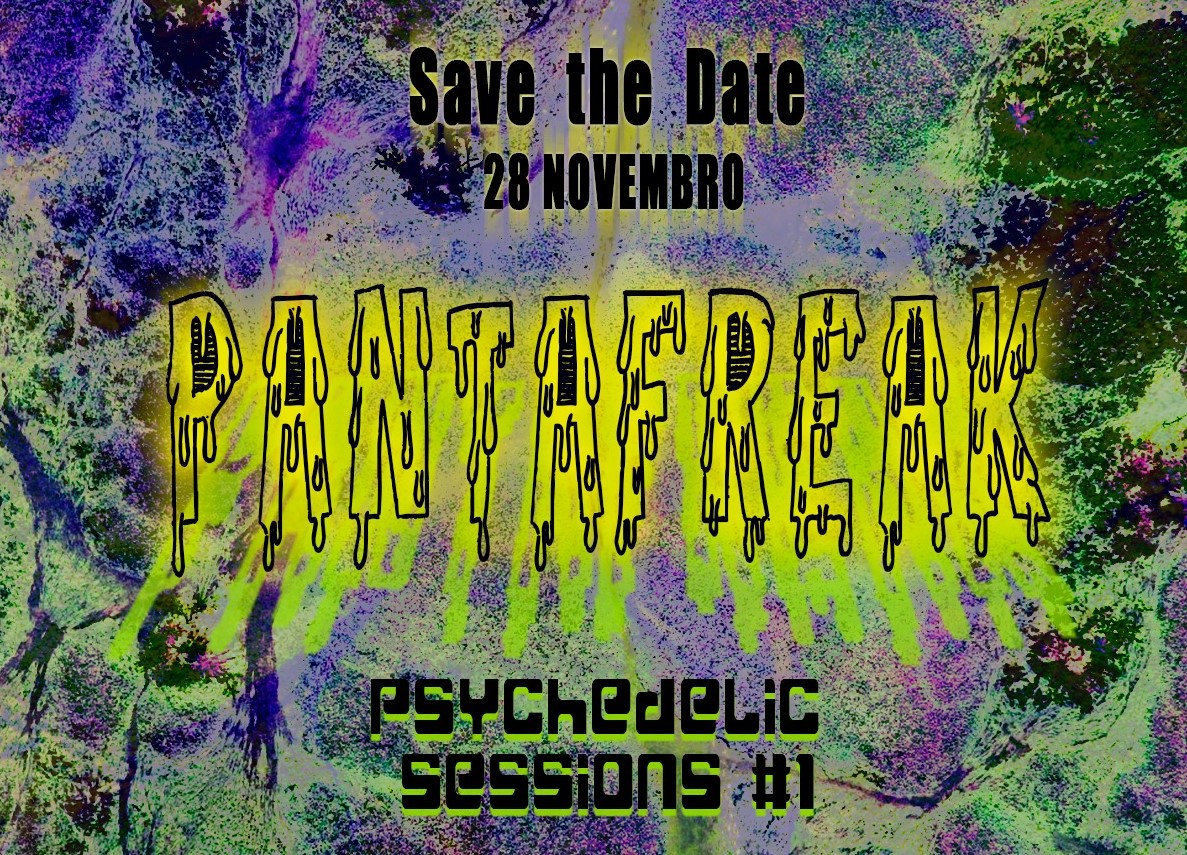 Save the Date
28 NOVEMBRO
PANTAFREAK
PSYCHEDELIC
SESSIONS #1